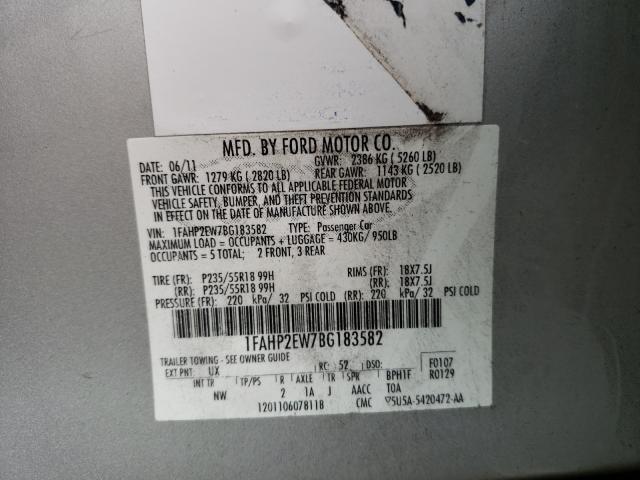 MFD. BY FORD MOTOR CO.
DATE: 06/11 GVWR: 2386 KG ( 5260 LB)
FRONT GAWR: 1279 KG ( 2820 LB) REAR GAWR: 1143 KG ( 2520 LB)
THIS VEHICLE CONFORMS TO ALL APPLICABLE FEDERAL MOTOR
VEHICLE SAFETY, BUMPER, AND THEFT PREVENTION STANDARDS
IN EFFECT ON THE DATE OF MANUFACTURE SHOWN ABOVE.
VIN: 1FAHP2EW7BG183582 TYPE: Passenger Car
MAXIMUM LOAD = OCCUPANTS + LUGGAGE = 430KG/ 950LB
OCCUPANTS = 5 TOTAL; 2 FRONT, 3 REAR
TIRE (FR): P235/55R18 99H RIMS (FR): 18X7.5J
(RR): P235/55R18 99H (RR): 18X7.5J
PRESSURE (FR): 220 kPa/ 32 PSI COLD (RR): 220 kPa/ 32 PSI COLD
1FAHP2EW7BG183582
TRAILER TOWING - SEE OWNER GUIDE
EXT PNT: UX RC: 52 DSO: F0107
INT TR TP/PS R AXLE TR SPR BPH1F R0129
NW 2 1A J AACC TOA
1201106078118 CMC 5U5A-5420472-AA